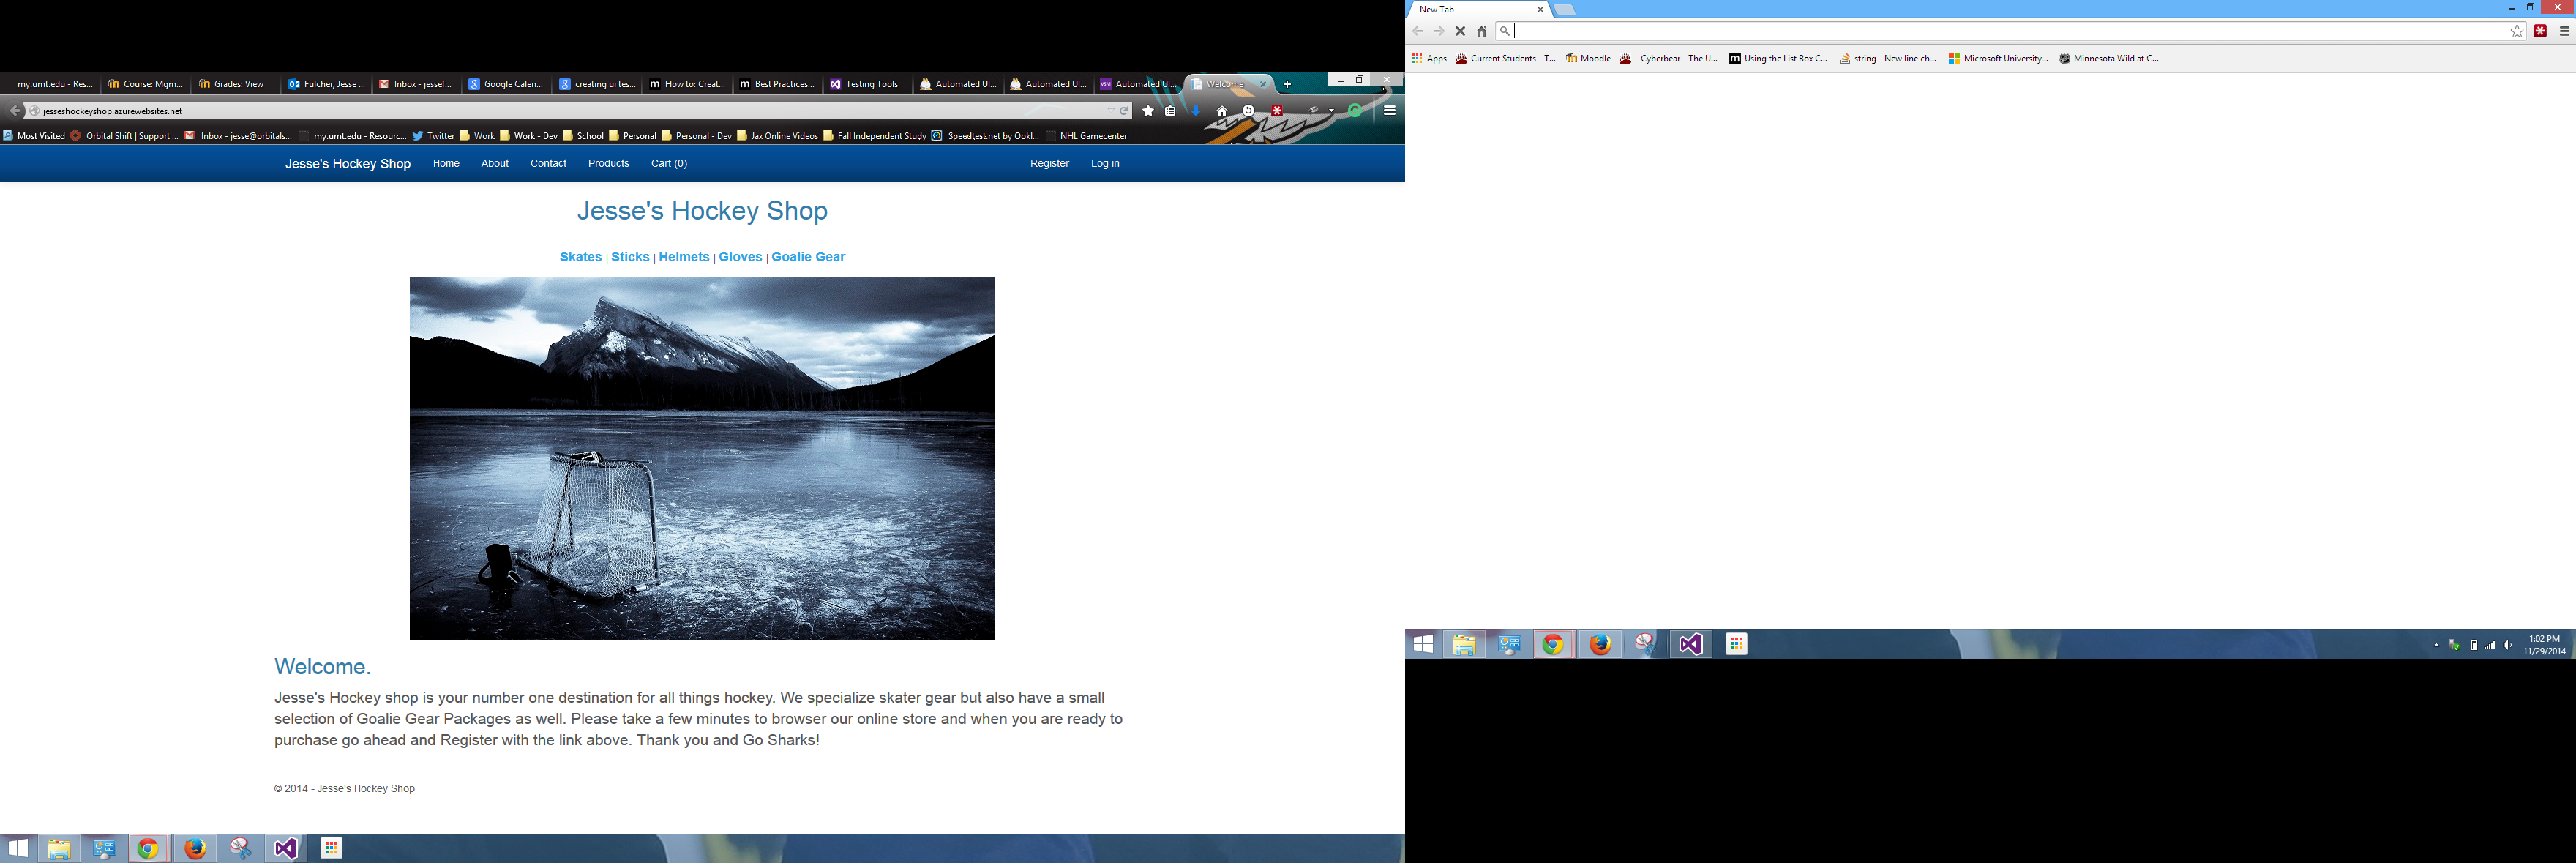 my.umt.edu - Res...
Course: Mgm...
Grades: View
Fulcher, Jesse ...
Inbox - jessef...
Google Calen...
creating ui tes...
How to: Creat...
Best Practices...
Testing Tools
Automated UI...
Automated UI...
Automated UI...
Welcome
jesseshockeyshop.azurewebsites.net
Most Visited
Orbital Shift | Support ...
Inbox - jesse@orbitals...
my.umt.edu - Resourc...
Twitter
Work
Work - Dev
School
Personal
Personal - Dev
Jax Online Videos
Fall Independent Study
Speedtest.net by Ookl...
NHL Gamecenter
Jesse's Hockey Shop
Home
About
Contact
Products
Cart (0)
Register
Log in
Jesse's Hockey Shop
Skates | Sticks | Helmets | Gloves | Goalie Gear
Welcome.
Jesse's Hockey shop is your number one destination for all things hockey. We specialize skater gear but also have a small
selection of Goalie Gear Packages as well. Please take a few minutes to browser our online store and when you are ready to
purchase go ahead and Register with the link above. Thank you and Go Sharks!
© 2014 - Jesse's Hockey Shop
New Tab
Apps
Current Students - T...
Moodle
- Cyberbear - The U...
Using the List Box C...
string - New line ch...
Microsoft University...
Minnesota Wild at C...
1:02 PM
11/29/2014